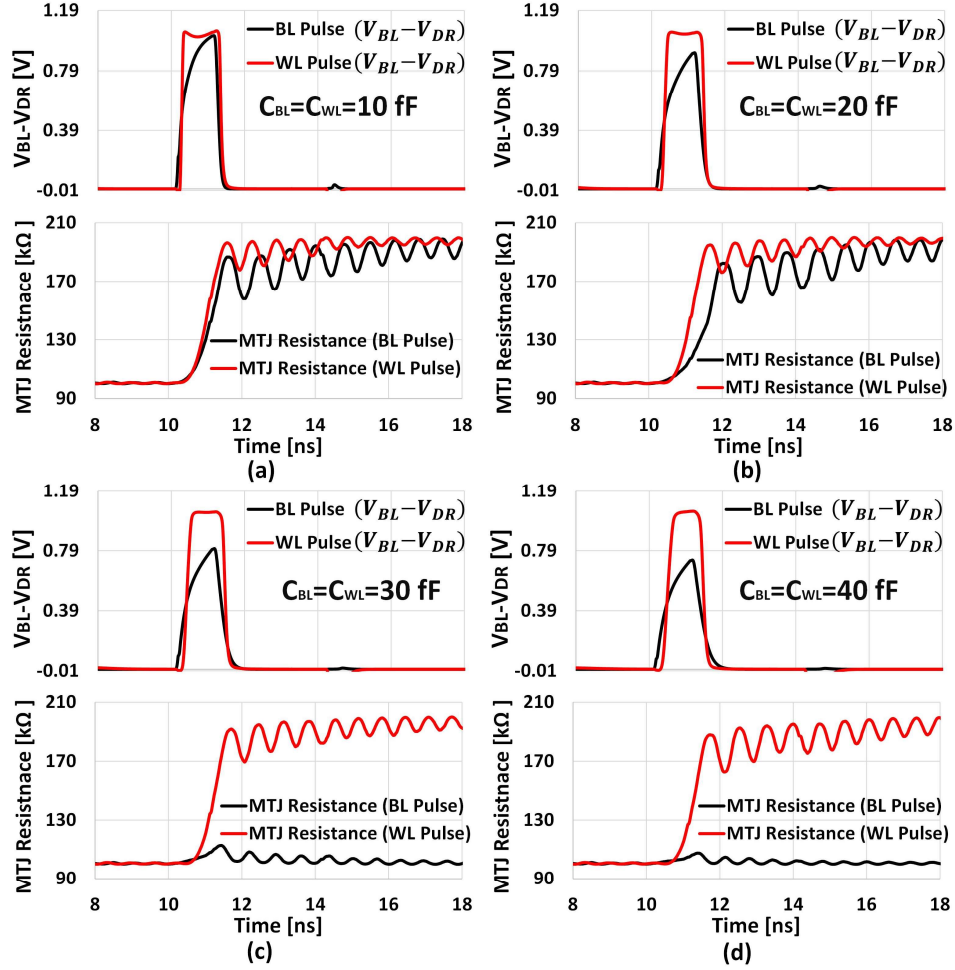 1.19
0.79
0.39
-0.01
VBL-VDR [V]
BL Pulse (VBL−VDR)
WL Pulse (VBL−VDR)
CBL=CWL=10 fF
210
170
130
90
MTJ Resistnace [kΩ]
MTJ Resistance (BL Pulse)
MTJ Resistance (WL Pulse)
8 10 12 14 16 18
Time [ns]
(a)
1.19
0.79
0.39
-0.01
VBL-VDR [V]
BL Pulse (VBL−VDR)
WL Pulse (VBL−VDR)
CBL=CWL=20 fF
210
170
130
90
MTJ Resistnace [kΩ]
MTJ Resistance (BL Pulse)
MTJ Resistance (WL Pulse)
8 10 12 14 16 18
Time [ns]
(b)
1.19
0.79
0.39
-0.01
VBL-VDR [V]
BL Pulse (VBL−VDR)
WL Pulse (VBL−VDR)
CBL=CWL=30 fF
210
170
130
90
MTJ Resistnace [kΩ]
MTJ Resistance (BL Pulse)
MTJ Resistance (WL Pulse)
8 10 12 14 16 18
Time [ns]
(c)
1.19
0.79
0.39
-0.01
VBL-VDR [V]
BL Pulse (VBL−VDR)
WL Pulse (VBL−VDR)
CBL=CWL=40 fF
210
170
130
90
MTJ Resistnace [kΩ]
MTJ Resistance (BL Pulse)
MTJ Resistance (WL Pulse)
8 10 12 14 16 18
Time [ns]
(d)